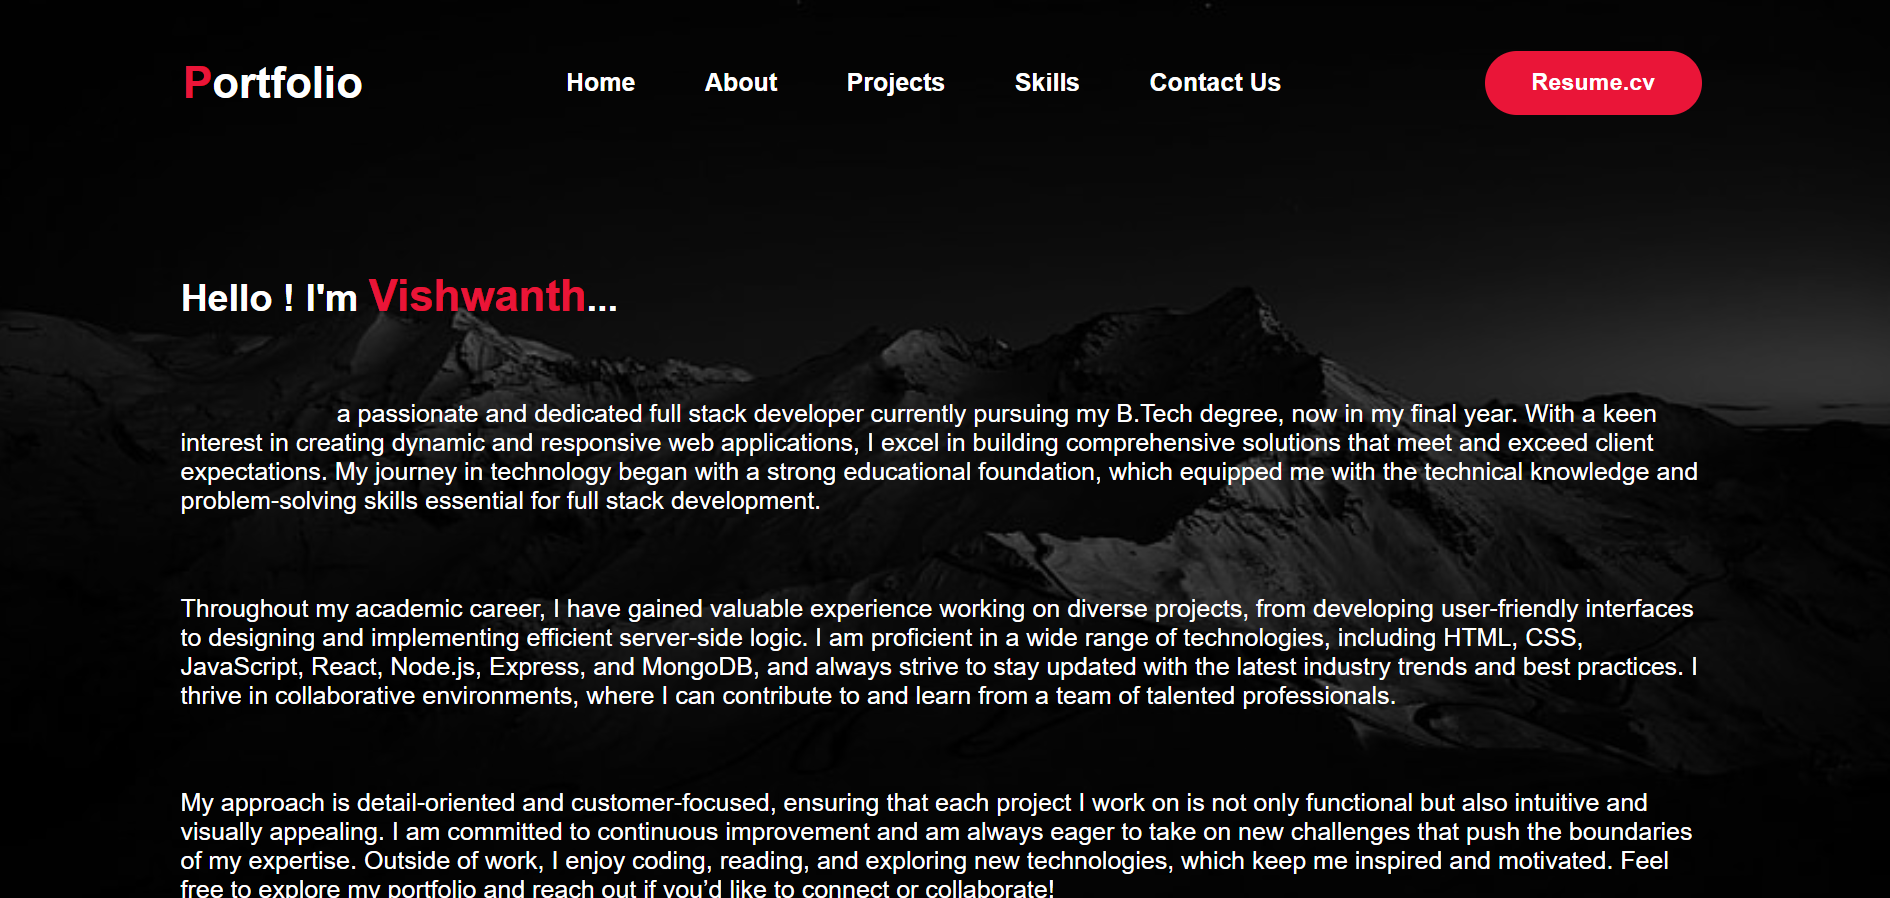 Portfolio
Home
About
Projects
Skills
Contact Us
Resume.cv
Hello ! I'm Vishwanth...
a passionate and dedicated full stack developer currently pursuing my B.Tech degree, now in my final year. With a keen
interest in creating dynamic and responsive web applications, I excel in building comprehensive solutions that meet and exceed client
expectations. My journey in technology began with a strong educational foundation, which equipped me with the technical knowledge and
problem-solving skills essential for full stack development.
Throughout my academic career, I have gained valuable experience working on diverse projects, from developing user-friendly interfaces
to designing and implementing efficient server-side logic. I am proficient in a wide range of technologies, including HTML, CSS,
JavaScript, React, Node.js, Express, and MongoDB, and always strive to stay updated with the latest industry trends and best practices. I
thrive in collaborative environments, where I can contribute to and learn from a team of talented professionals.
My approach is detail-oriented and customer-focused, ensuring that each project I work on is not only functional but also intuitive and
visually appealing. I am committed to continuous improvement and am always eager to take on new challenges that push the boundaries
of my expertise. Outside of work, I enjoy coding, reading, and exploring new technologies, which keep me inspired and motivated. Feel
free to explore my portfolio and reach out if you’d like to connect or collaborate!